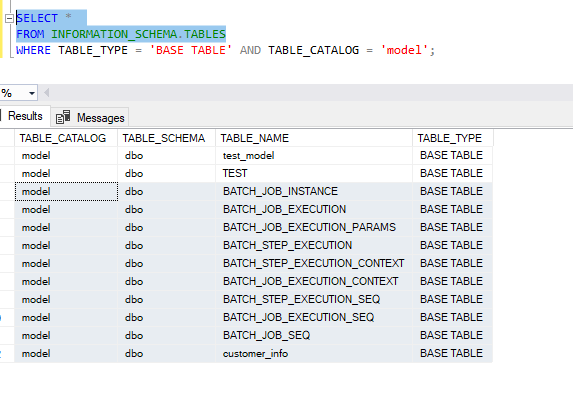 SELECT *
FROM INFORMATION_SCHEMA.TABLES
WHERE TABLE_TYPE = 'BASE TABLE' AND TABLE_CATALOG = 'model';
%
Results Messages
TABLE_CATALOG TABLE_SCHEMA TABLE_NAME TABLE_TYPE
model dbo test_model BASE TABLE
model dbo TEST BASE TABLE
model dbo BATCH_JOB_INSTANCE BASE TABLE
model dbo BATCH_JOB_EXECUTION BASE TABLE
model dbo BATCH_JOB_EXECUTION_PARAMS BASE TABLE
model dbo BATCH_STEP_EXECUTION BASE TABLE
model dbo BATCH_STEP_EXECUTION_CONTEXT BASE TABLE
model dbo BATCH_JOB_EXECUTION_CONTEXT BASE TABLE
model dbo BATCH_STEP_EXECUTION_SEQ BASE TABLE
model dbo BATCH_JOB_EXECUTION_SEQ BASE TABLE
model dbo BATCH_JOB_SEQ BASE TABLE
model dbo customer_info BASE TABLE